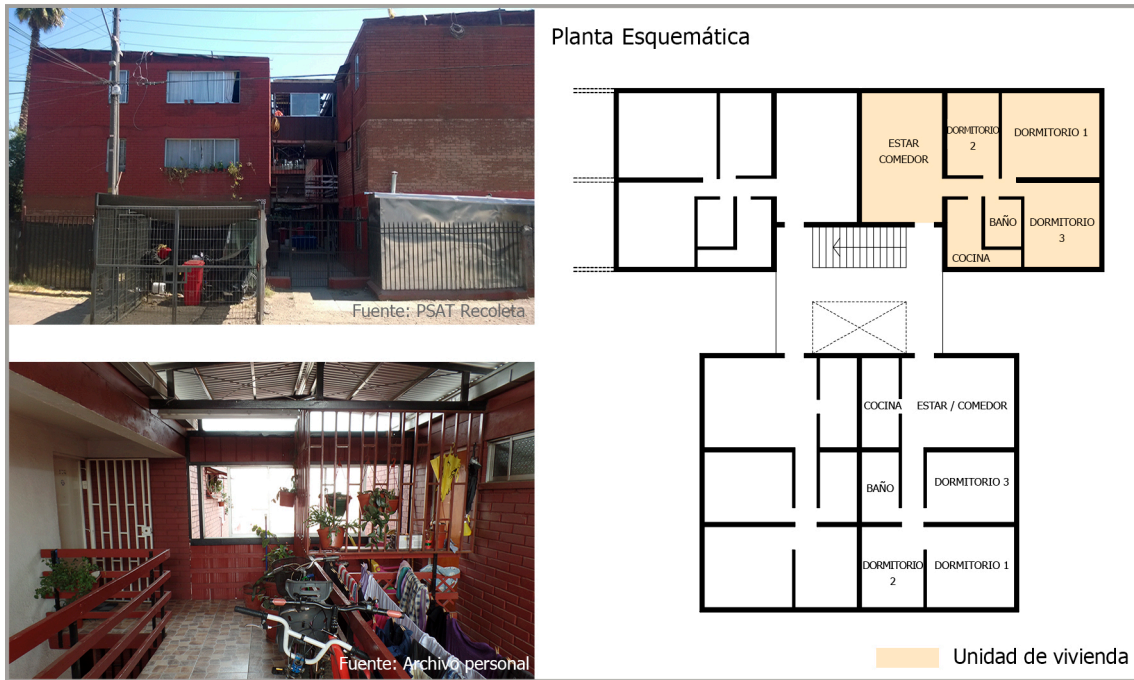 Fuente: PSAT Recoleta
Fuente: Archivo personal
Planta Esquemática
ESTAR
COMEDOR
DORMITORIO
2
DORMITORIO 1
BAÑO
DORMITORIO
3
COCINA
COCINA
ESTAR / COMEDOR
BAÑO
DORMITORIO 3
DORMITORIO
2
DORMITORIO 1
Unidad de vivienda